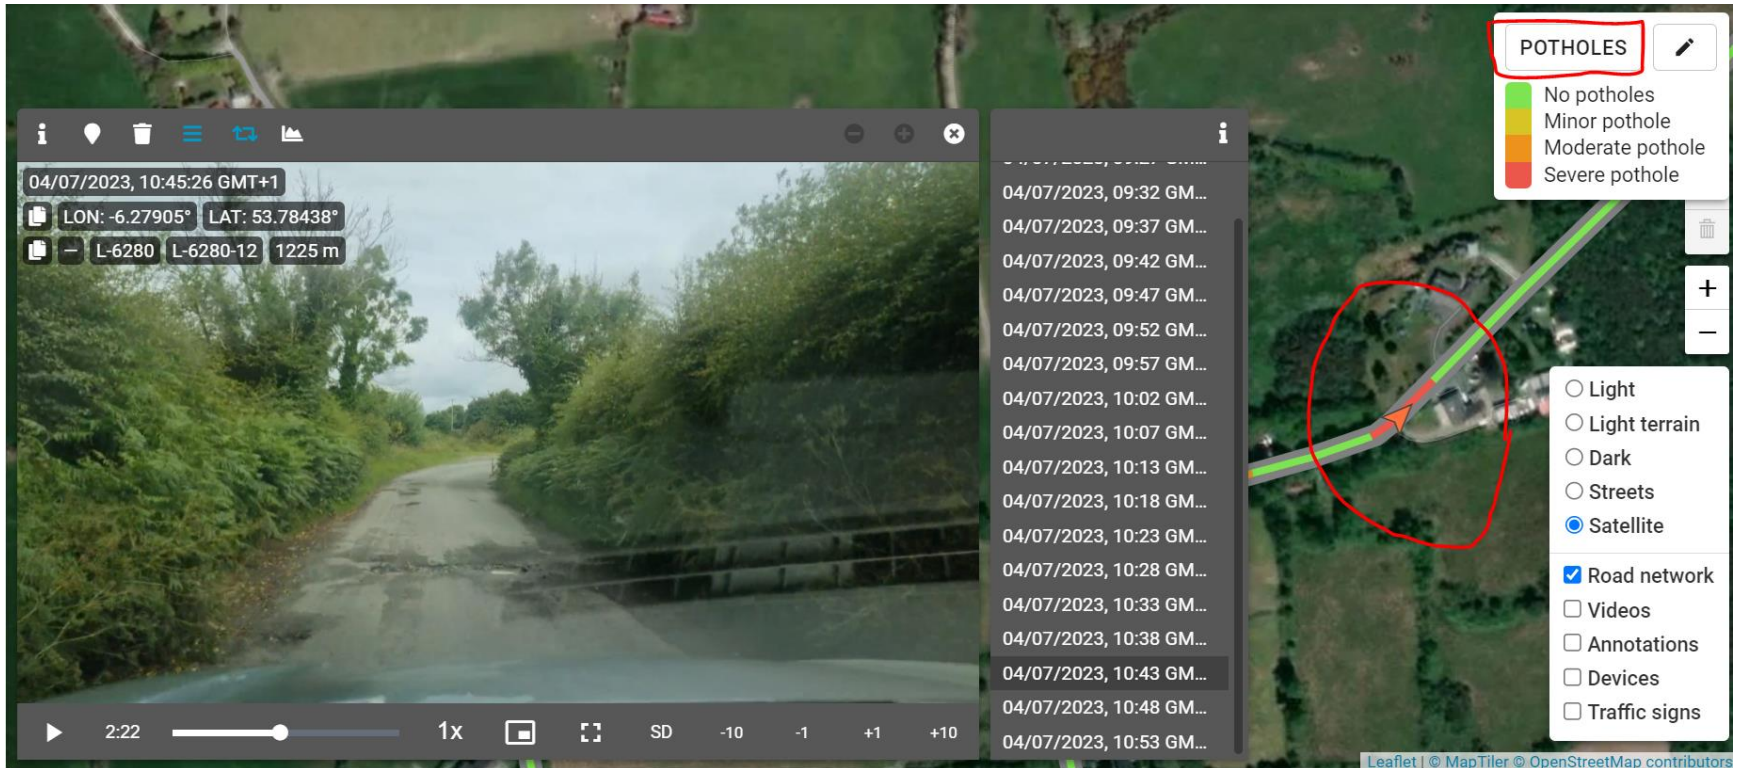 04/07/2023, 10:45:26 GMT+1
LON: -6.27905° LAT: 53.78438°
– L-6280 L-6280-12 1225 m
2:22 1x SD -10 -1 +1 +10
04/07/2023, 09:32 GM...
04/07/2023, 09:37 GM...
04/07/2023, 09:42 GM...
04/07/2023, 09:47 GM...
04/07/2023, 09:52 GM...
04/07/2023, 09:57 GM...
04/07/2023, 10:02 GM...
04/07/2023, 10:07 GM...
04/07/2023, 10:13 GM...
04/07/2023, 10:18 GM...
04/07/2023, 10:23 GM...
04/07/2023, 10:28 GM...
04/07/2023, 10:33 GM...
04/07/2023, 10:38 GM...
04/07/2023, 10:43 GM...
04/07/2023, 10:48 GM...
04/07/2023, 10:53 GM...
POTHOLES
No potholes
Minor pothole
Moderate pothole
Severe pothole
+
−
Light
Light terrain
Dark
Streets
Satellite
Road network
Videos
Annotations
Devices
Traffic signs
Leaflet | © MapTiler © OpenStreetMap contributors